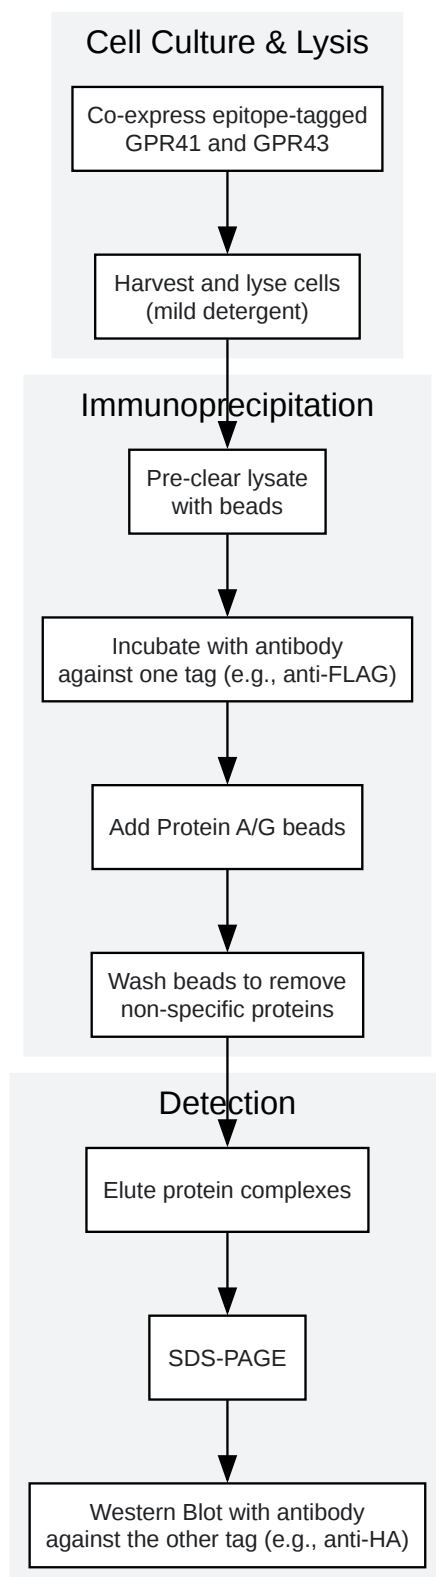 Cell Culture & Lysis
Co-express epitope-tagged
GPR41 and GPR43
Harvest and lyse cells
(mild detergent)
Immunoprecipitation
Pre-clear lysate
with beads
Incubate with antibody
against one tag (e.g., anti-FLAG)
Add Protein A/G beads
Wash beads to remove
non-specific proteins
Detection
Elute protein complexes
SDS-PAGE
Western Blot with antibody
against the other tag (e.g., anti-HA)